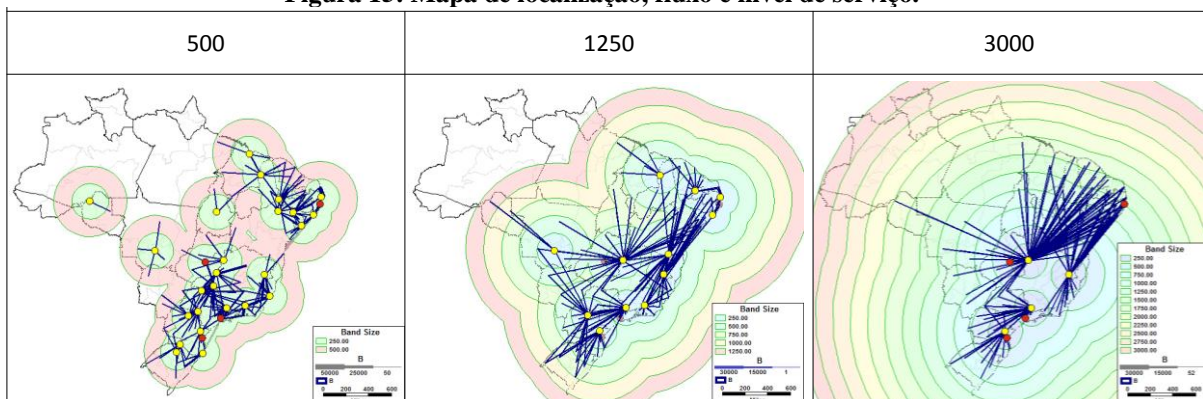 Figura 15: Mapa de localização, fluxo e nível de serviço.
500
1250
3000
Band Size
250.00
500.00
B
50000 25000 50
B
0 200 400 600
Band Size
250.00
500.00
750.00
1000.00
1250.00
B
30000 15000 1
B
0 200 400 600
Band Size
250.00
500.00
750.00
1000.00
1250.00
1500.00
1750.00
2000.00
2250.00
2500.00
2750.00
3000.00
B
30000 15000 52
B
0 200 400 600